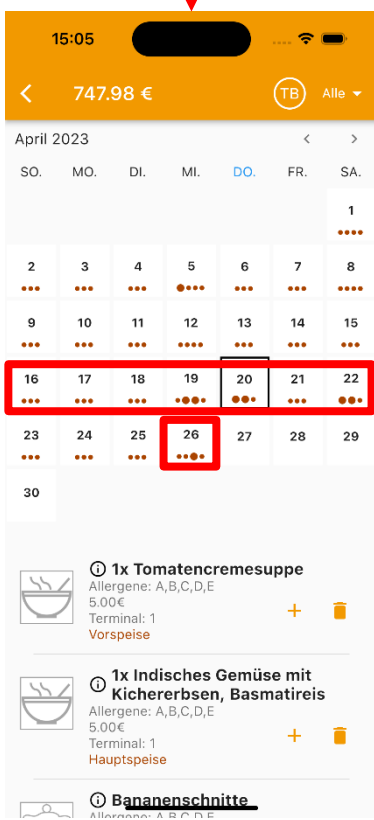 15:05
747.98 €
TB
Alle
April 2023
SO. MO. DI. MI. DO. FR. SA.
1
2 3 4 5 6 7 8
9 10 11 12 13 14 15
16 17 18 19 20 21 22
23 24 25 26 27 28 29
30
1x Tomatencremesuppe
Allergene: A,B,C,D,E
5.00€
Terminal: 1
Vorspeise
1x Indisches Gemüse mit
Kichererbsen, Basmatireis
Allergene: A,B,C,D,E
5.00€
Terminal: 1
Hauptspeise
Bananenschnitte
Allergene: A,B,C,D,E